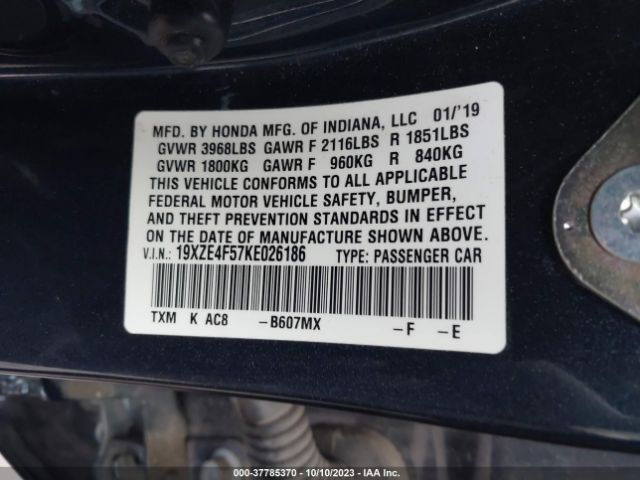 MFD. BY HONDA MFG. OF INDIANA, LLC 01/'19
GVWR 3968LBS GAWR F 2116LBS R 1851LBS
GVWR 1800KG GAWR F 960KG R 840KG
THIS VEHICLE CONFORMS TO ALL APPLICABLE
FEDERAL MOTOR VEHICLE SAFETY, BUMPER,
AND THEFT PREVENTION STANDARDS IN EFFECT
ON THE DATE OF MANUFACTURE SHOWN ABOVE.
V.I.N.: 19XZE4F57KE026186 TYPE: PASSENGER CAR
TXM K AC8 -B607MX -F -E
000-37785370 - 10/10/2023 - IAA Inc.